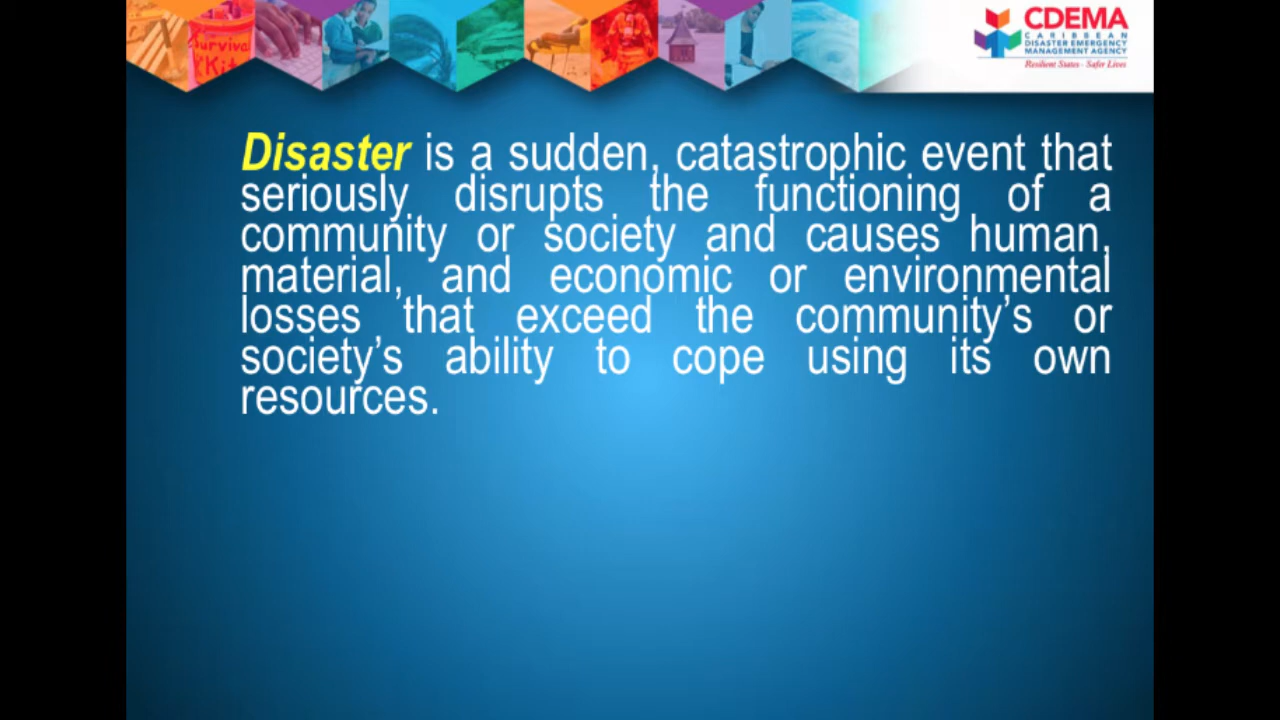 Survival
Kit
CDEMA
CARIBBEAN
DISASTER EMERGENCY
MANAGEMENT AGENCY
Resilient States - Safer Lives
Disaster is a sudden, catastrophic event that
seriously disrupts the functioning of a
community or society and causes human,
material, and economic or environmental
losses that exceed the community’s or
society’s ability to cope using its own
resources.